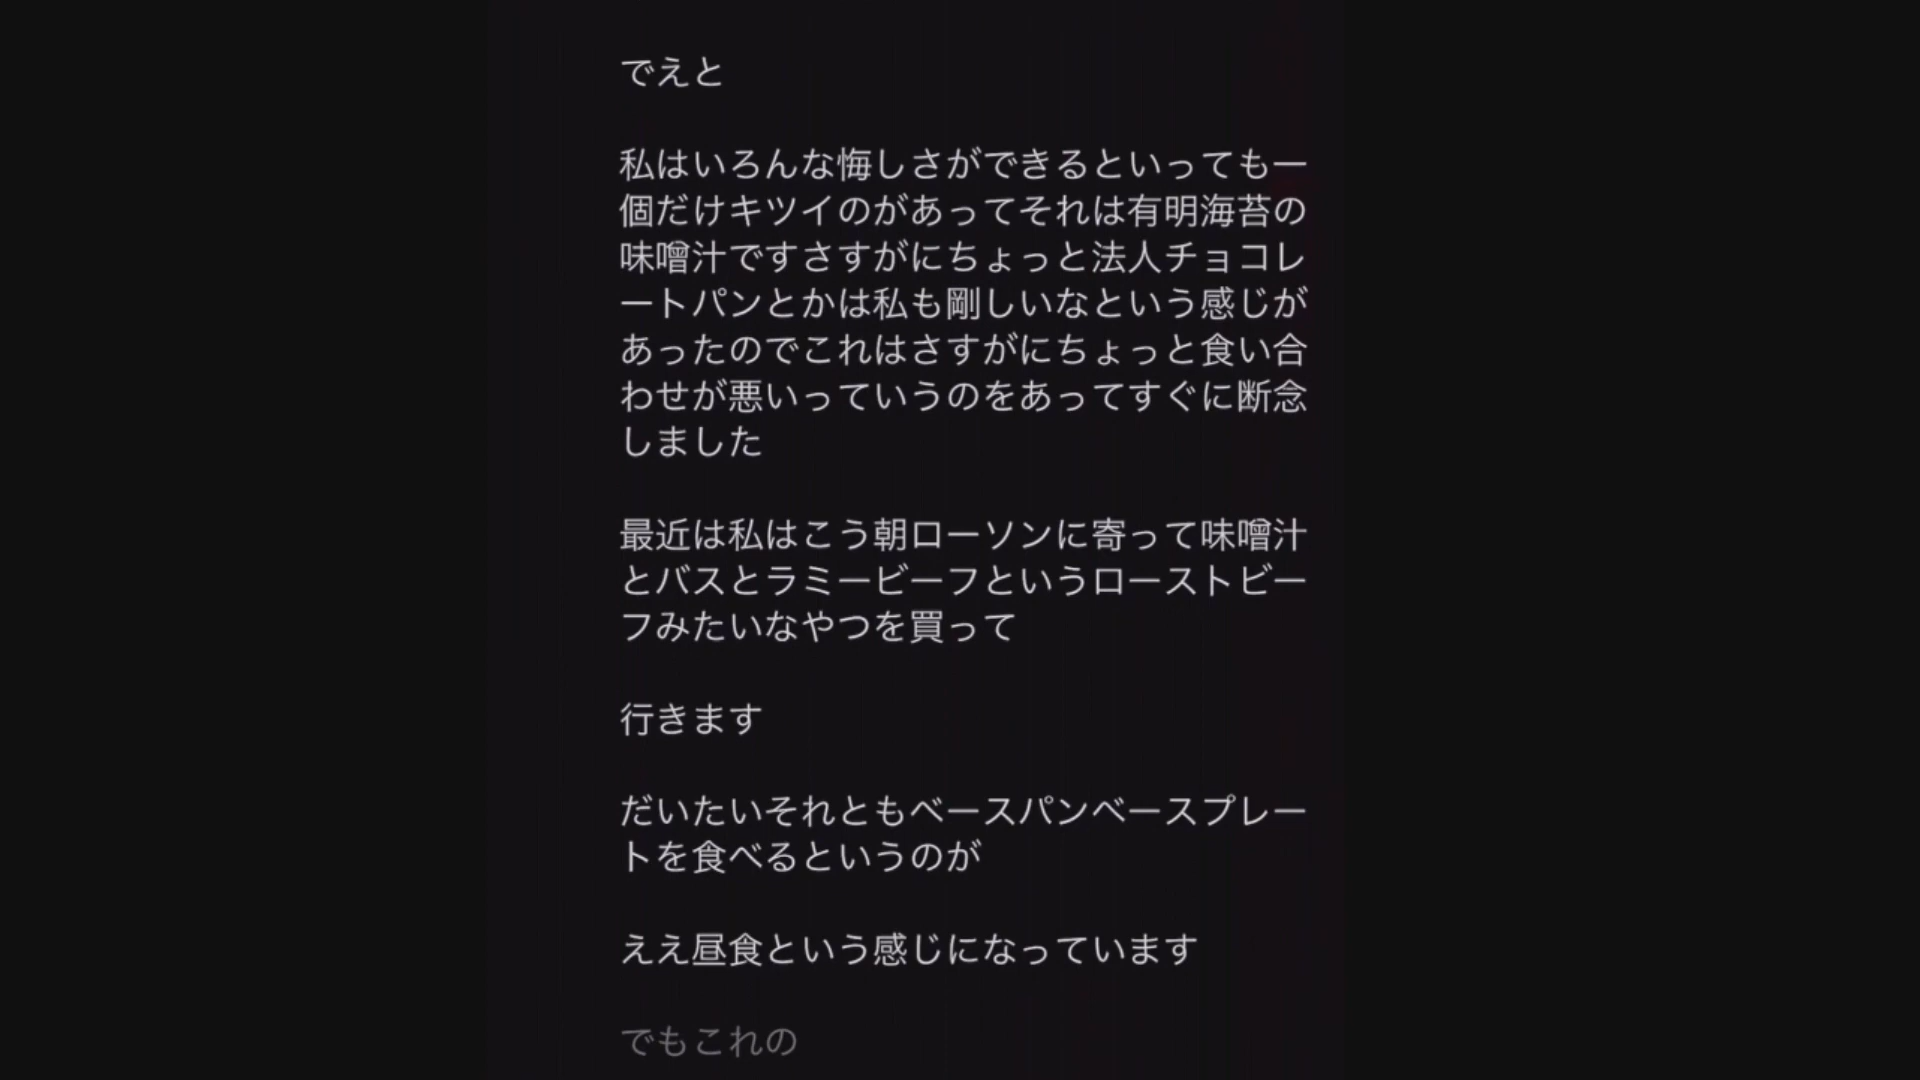 でえと
私はいろんな悔しさができるといっても一
個だけキツイのがあってそれは有明海苔の
味噌汁ですさすがにちょっと法人チョコレ
ートパンとかは私も剛しいなという感じが
あったのでこれはさすがにちょっと食い合
わせが悪いっていうのをあってすぐに断念
しました
最近は私はこう朝ローソンに寄って味噌汁
とバスとラミービーフというローストビー
フみたいなやつを買って
行きます
だいたいそれともベースパンベースプレー
トを食べるというのが
ええ昼食という感じになっています
でもこれの